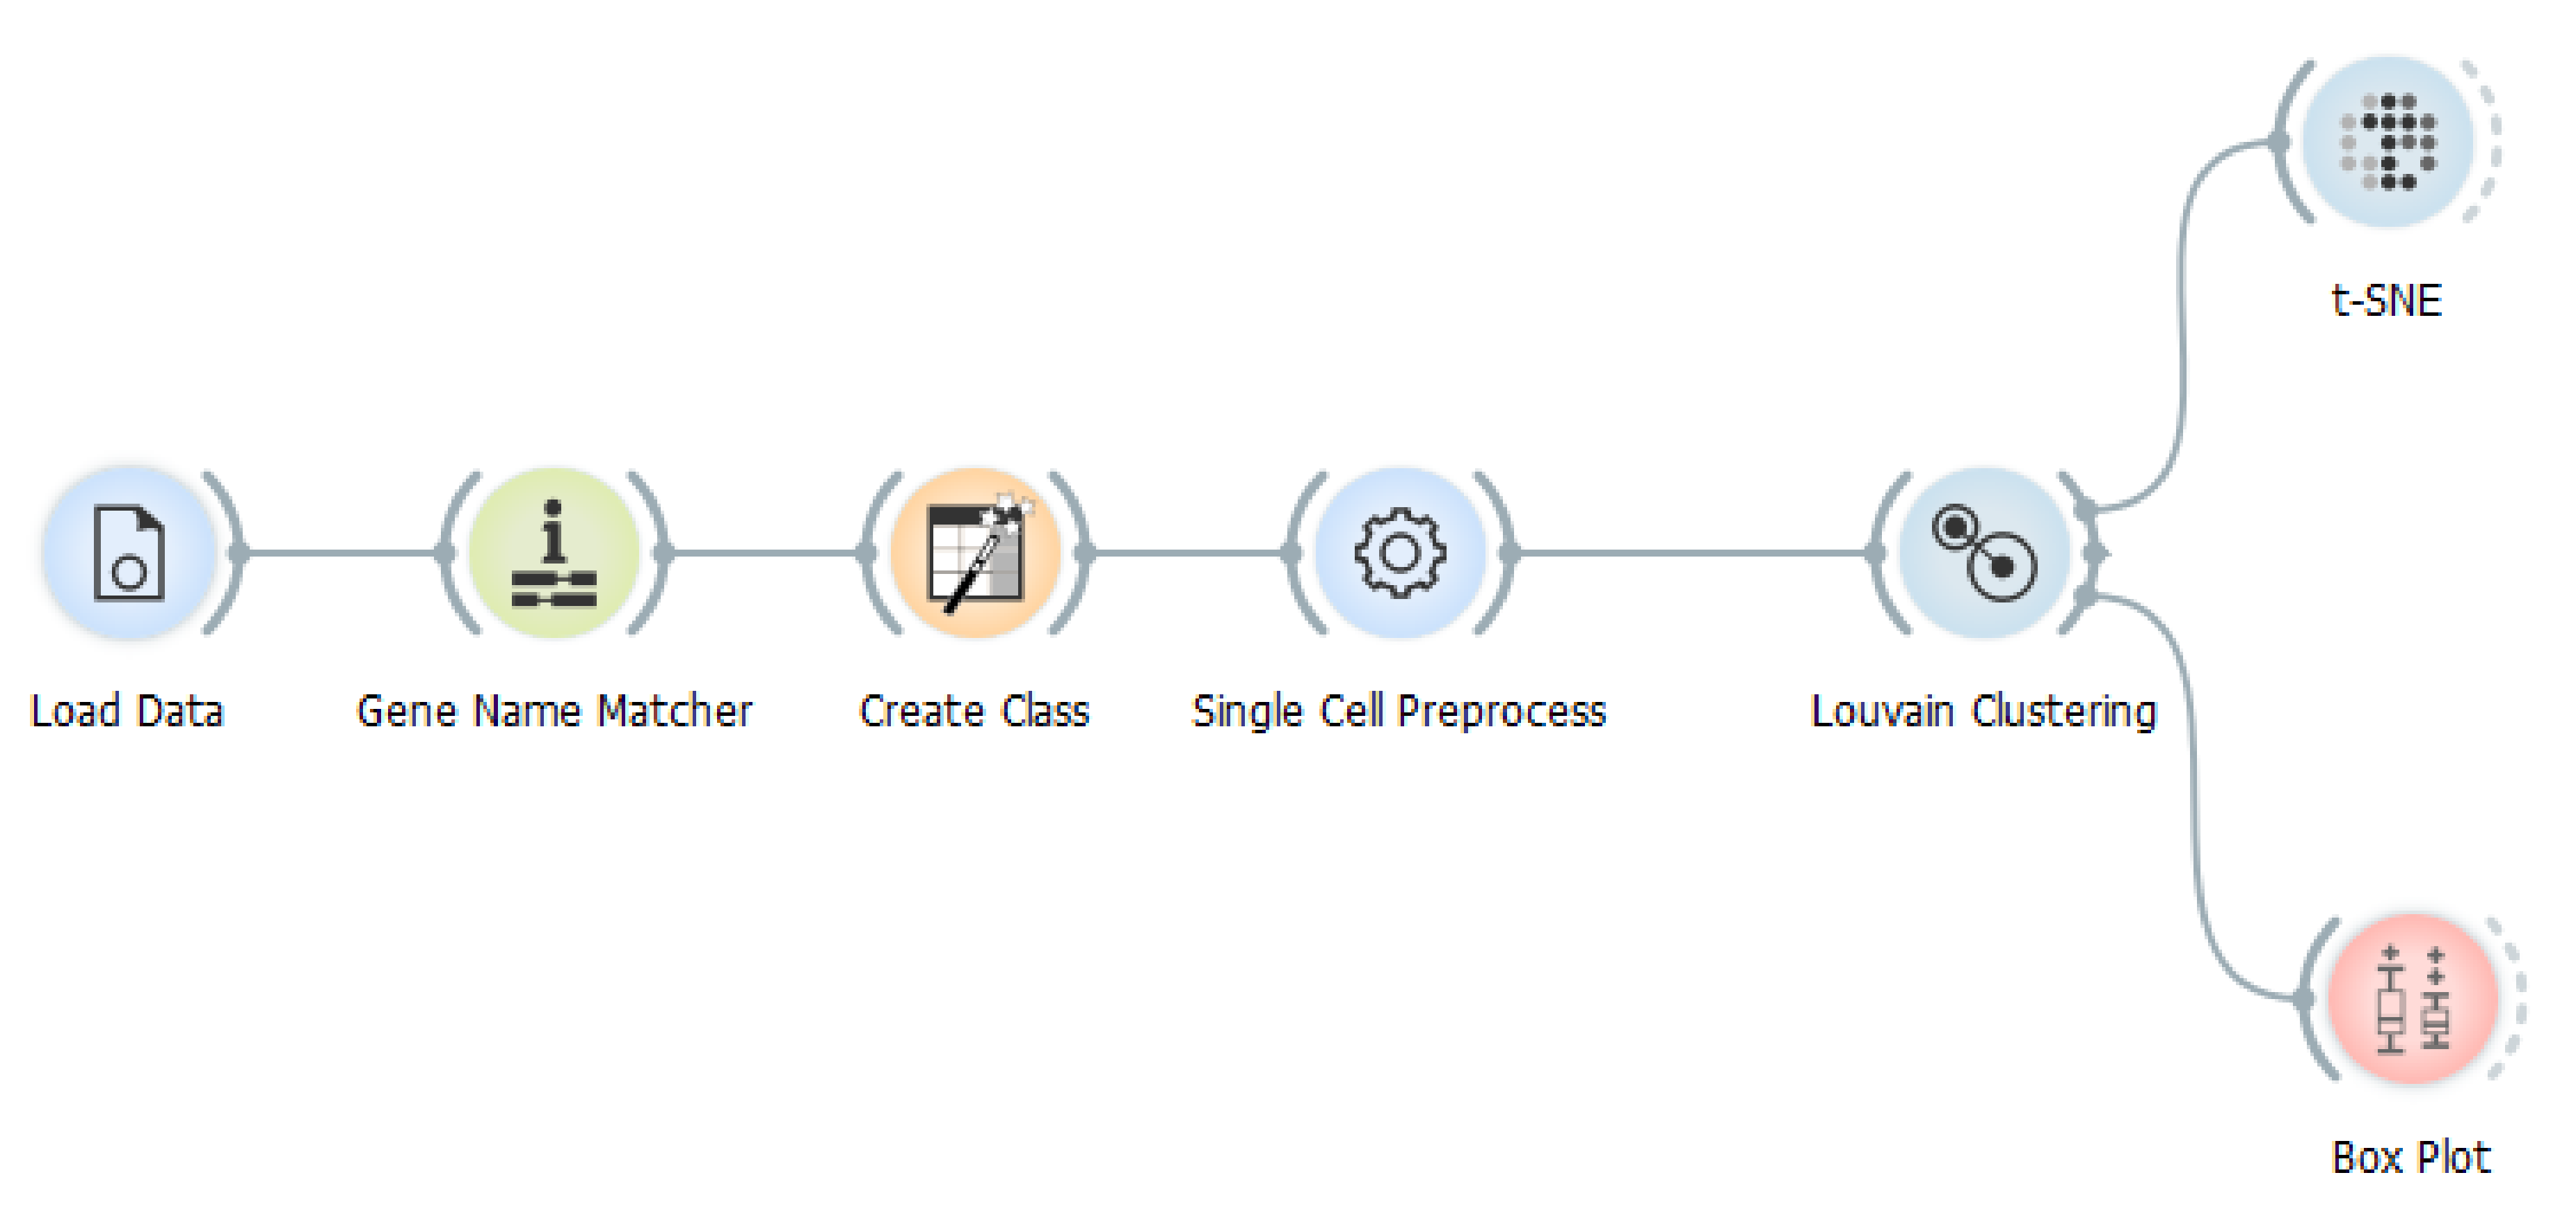 t-SNE
Load Data
Gene Name Matcher
Create Class
Single Cell Preprocess
Louvain Clustering
Box Plot